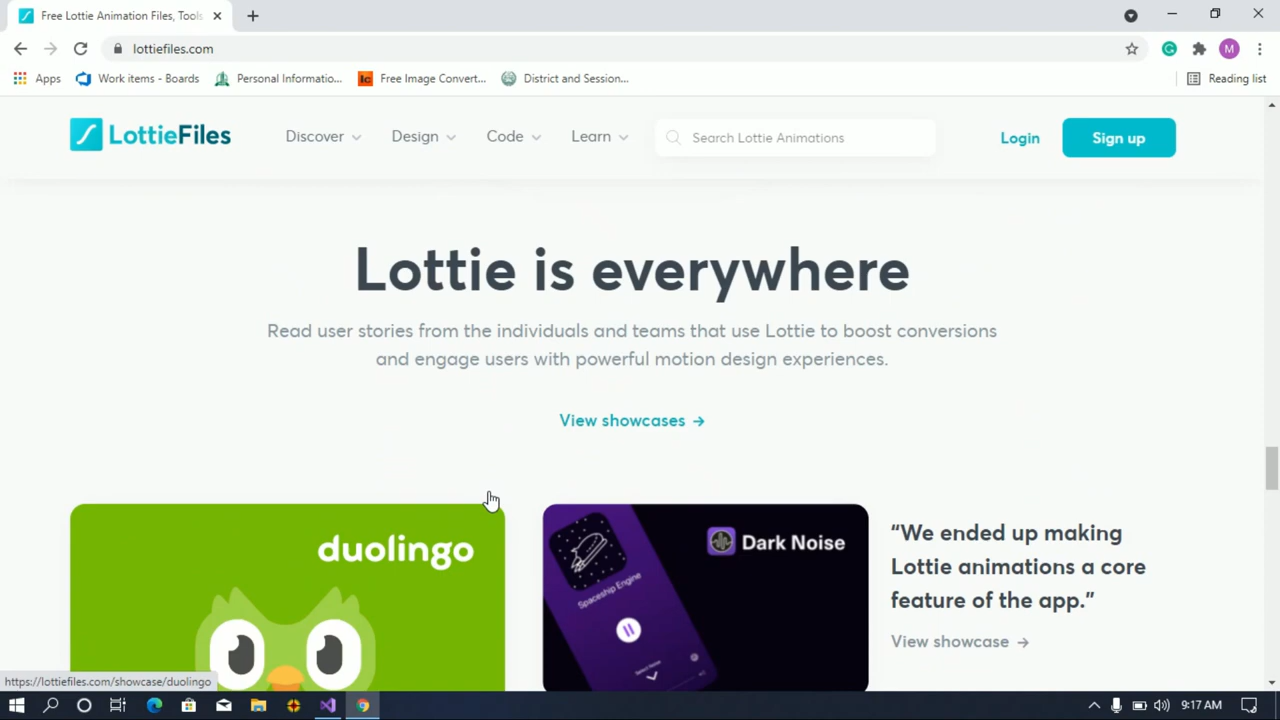 Free Lottie Animation Files, Tools
lottiefiles.com
M
Apps
Work items - Boards
Personal Informatio...
Free Image Convert...
District and Session...
Reading list
LottieFiles
Discover
Design
Code
Learn
Search Lottie Animations
Login
Sign up
Lottie is everywhere
Read user stories from the individuals and teams that use Lottie to boost conversions
and engage users with powerful motion design experiences.
View showcases →
duolingo
Dark Noise
Spaceship Engine
“We ended up making
Lottie animations a core
feature of the app.”
View showcase →
https://lottiefiles.com/showcase/duolingo
9:17 AM